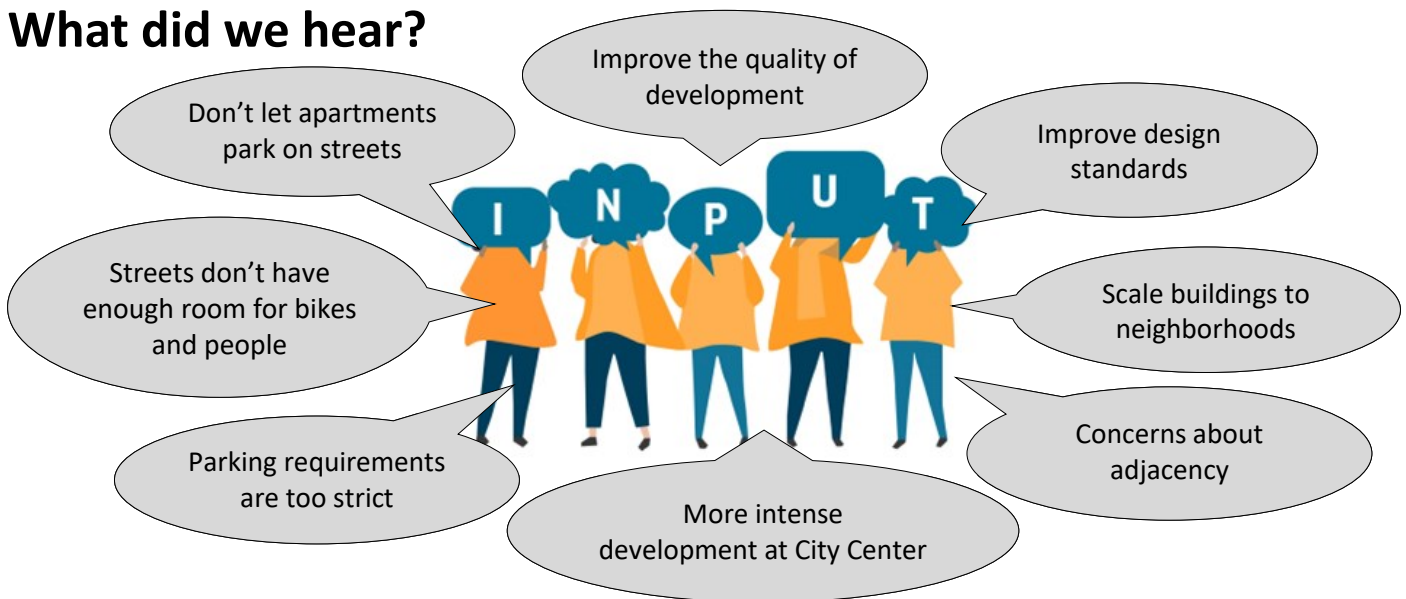 What did we hear?
Improve the quality of
development
Don’t let apartments
park on streets
Improve design
standards
I N P U T
Streets don’t have
enough room for bikes
and people
Scale buildings to
neighborhoods
Parking requirements
are too strict
Concerns about
adjacency
More intense
development at City Center